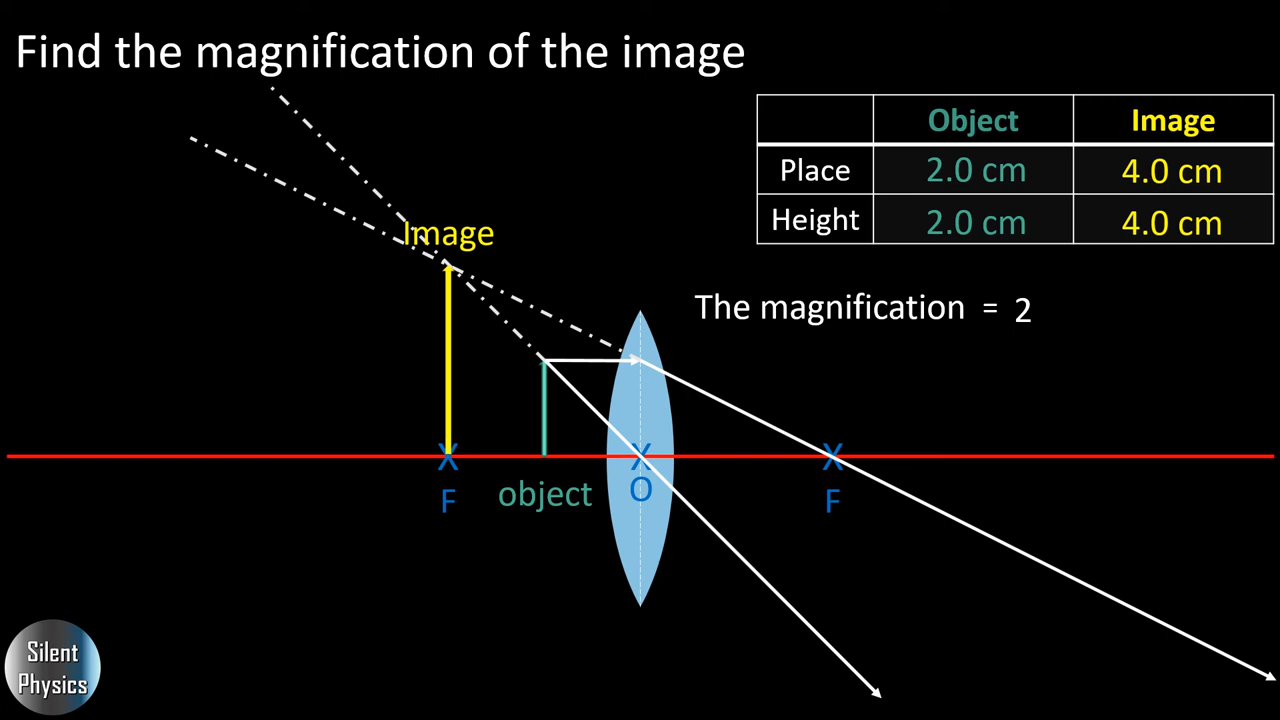 Find the magnification of the image
Object Image
Place 2.0 cm 4.0 cm
Height 2.0 cm 4.0 cm
Image
The magnification = 2
X X X
F object O F
Silent
Physics